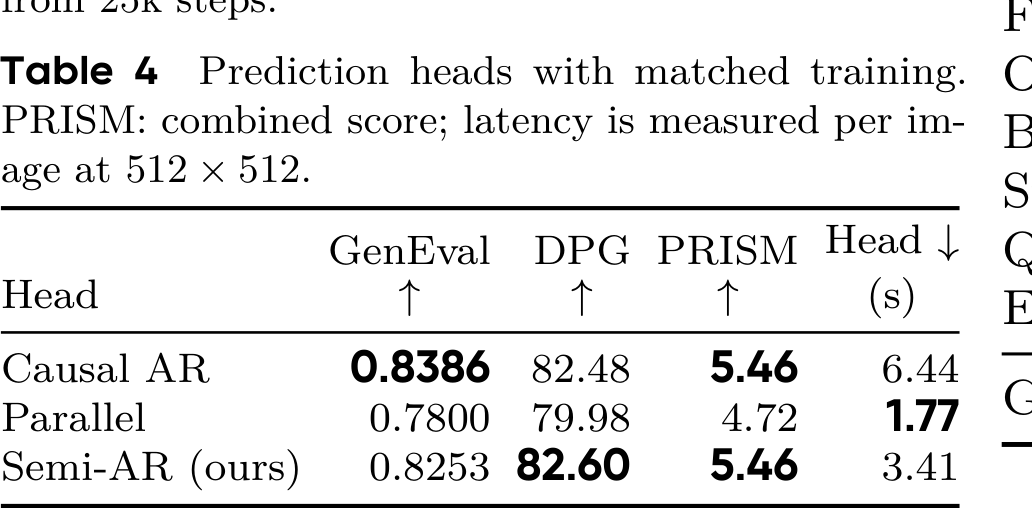 from 25k steps.
Table 4 Prediction heads with matched training.
PRISM: combined score; latency is measured per im-
age at 512 × 512.
Head GenEval ↑ DPG ↑ PRISM ↑ Head ↓ (s)
Causal AR 0.8386 82.48 5.46 6.44
Parallel 0.7800 79.98 4.72 1.77
Semi-AR (ours) 0.8253 82.60 5.46 3.41